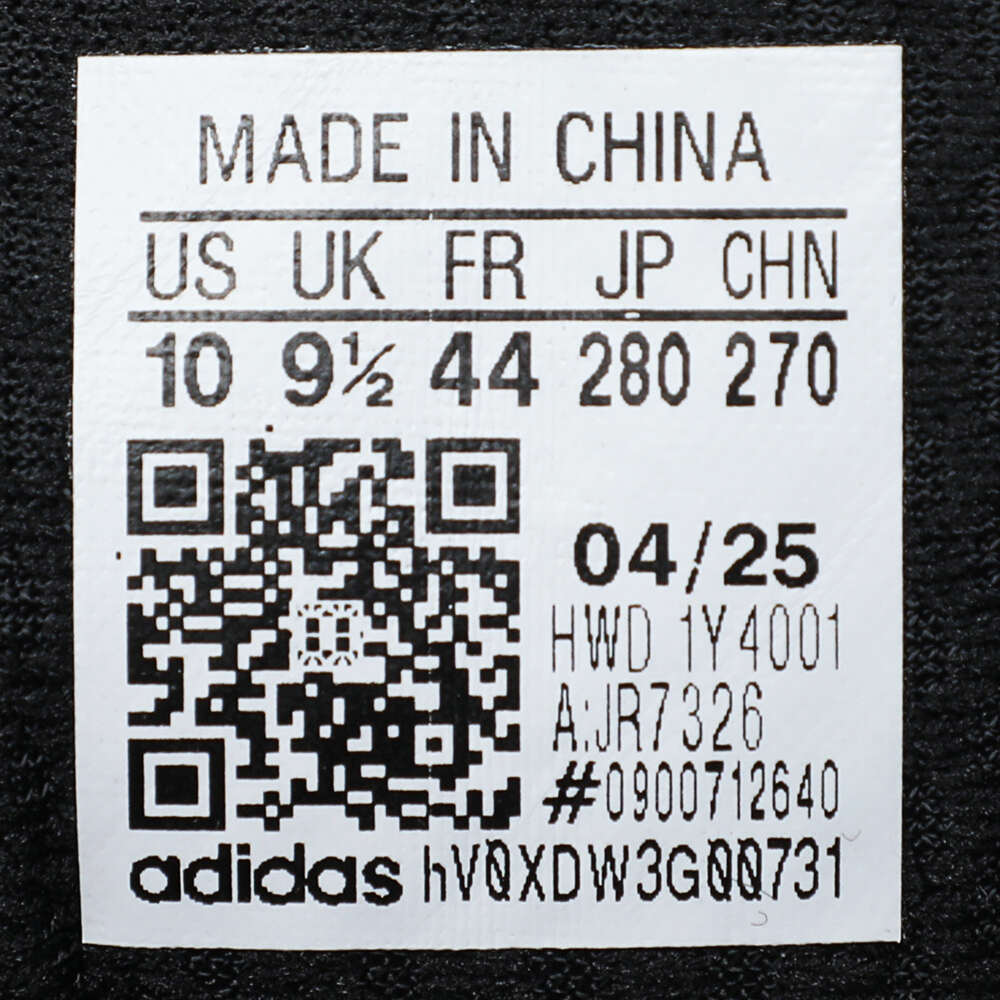 MADE IN CHINA
US UK FR JP CHN
10 9½ 44 280 270
04/25
HWD 1Y4001
A:JR7326
#0900712640
adidas hV0XDW3G00731